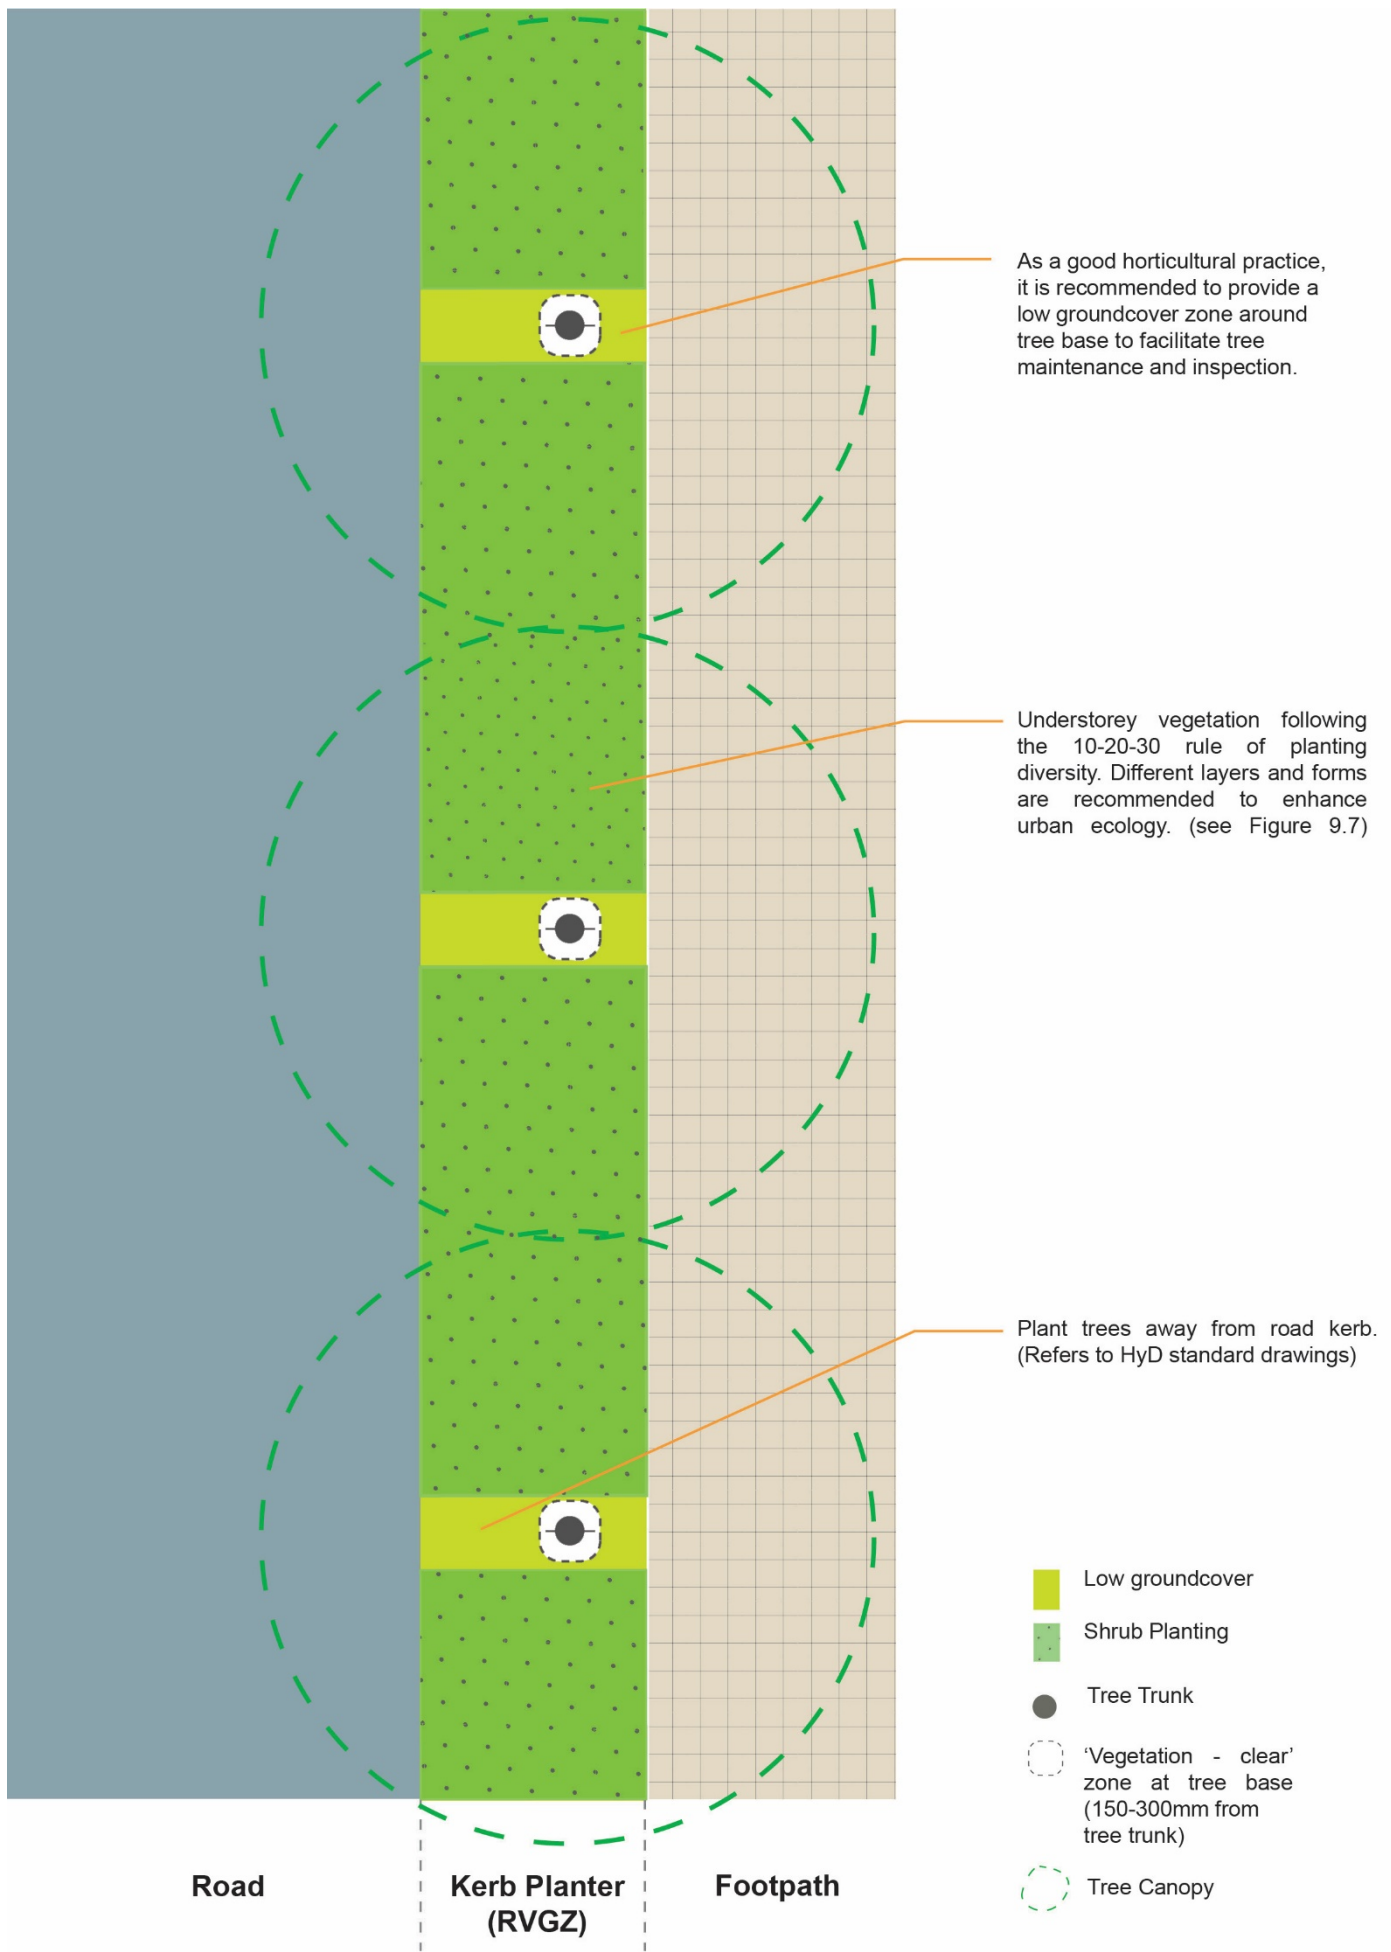 As a good horticultural practice,
it is recommended to provide a
low groundcover zone around
tree base to facilitate tree
maintenance and inspection.
Understorey vegetation following
the 10-20-30 rule of planting
diversity. Different layers and forms
are recommended to enhance
urban ecology. (see Figure 9.7)
Plant trees away from road kerb.
(Refers to HyD standard drawings)
Low groundcover
Shrub Planting
Tree Trunk
‘Vegetation - clear’
zone at tree base
(150-300mm from
tree trunk)
Tree Canopy
Road
Kerb Planter
(RVGZ)
Footpath